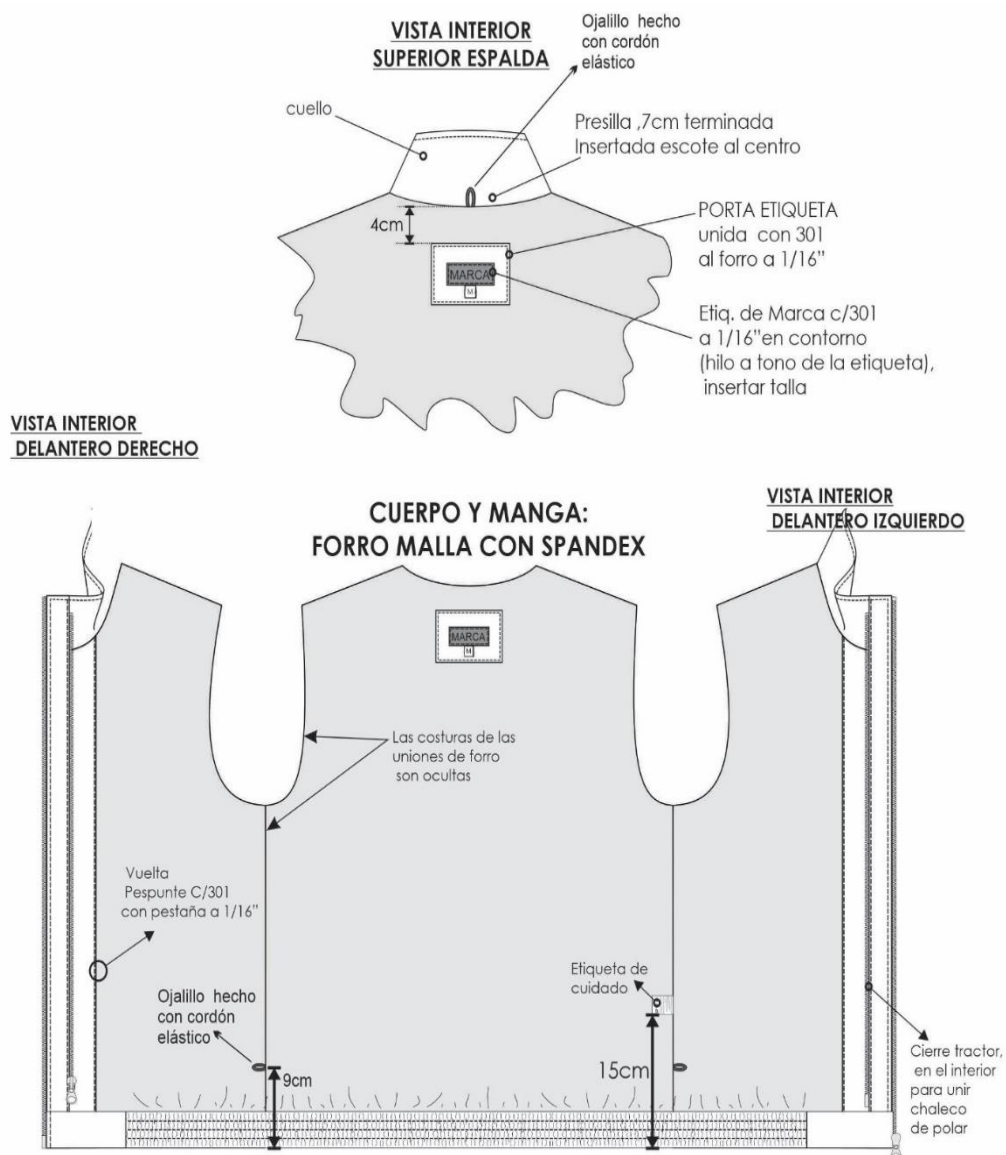 VISTA INTERIOR
SUPERIOR ESPALDA
Ojalillo hecho
con cordón
elástico
cuello
Presilla ,7cm terminada
Insertada escote al centro
4cm
PORTA ETIQUETA
unida con 301
al forro a 1/16"
MARCA
M
Etiq. de Marca c/301
a 1/16"en contorno
(hilo a tono de la etiqueta),
insertar talla
VISTA INTERIOR
DELANTERO DERECHO
CUERPO Y MANGA:
FORRO MALLA CON SPANDEX
VISTA INTERIOR
DELANTERO IZQUIERDO
MARCA
M
Las costuras de las
uniones de forro
son ocultas
Vuelta
Pespunte C/301
con pestaña a 1/16"
Ojalillo hecho
con cordón
elástico
9cm
Etiqueta de
cuidado
15cm
Cierre tractor,
en el interior
para unir
chaleco
de polar